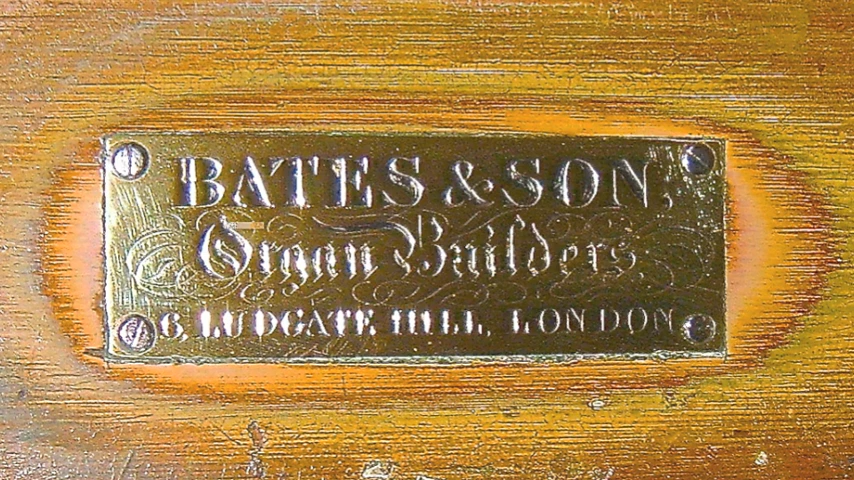 BATES & SON,
Organ Builders,
6, LUDGATE HILL, LONDON